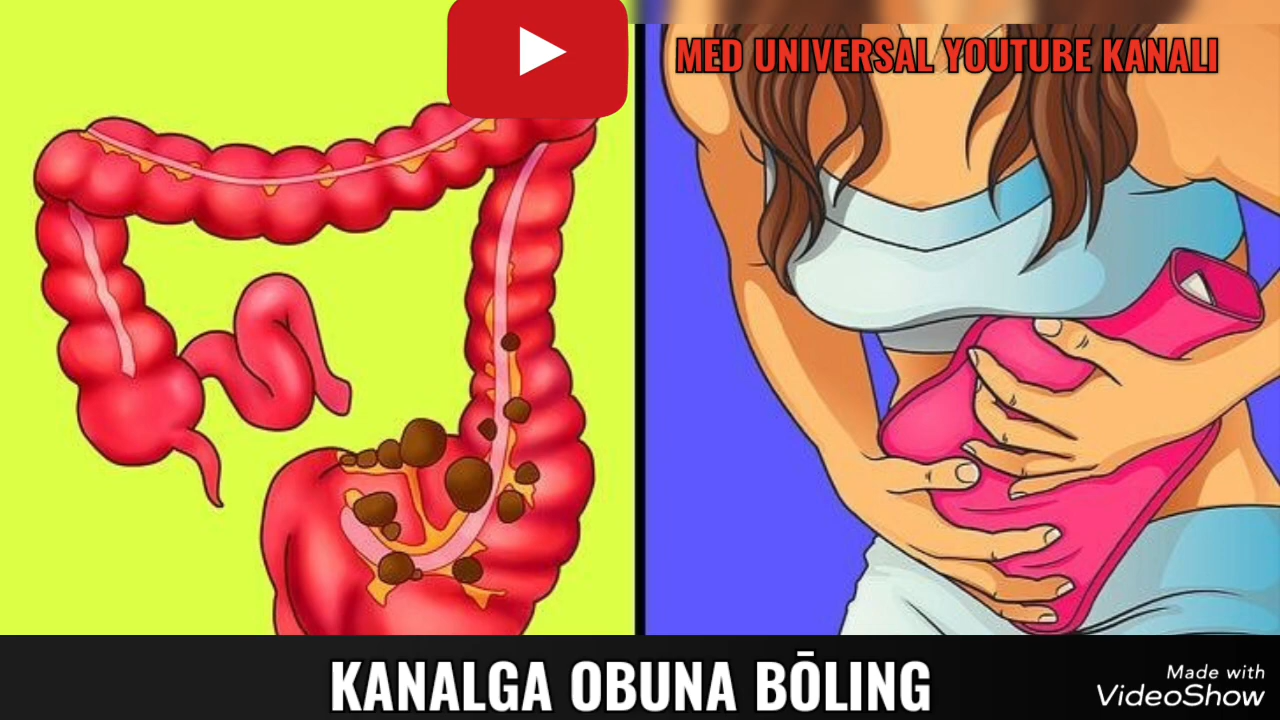 MED UNIVERSAL YOUTUBE KANALI
KANALGA OBUNA BŌLING
Made with
VideoShow